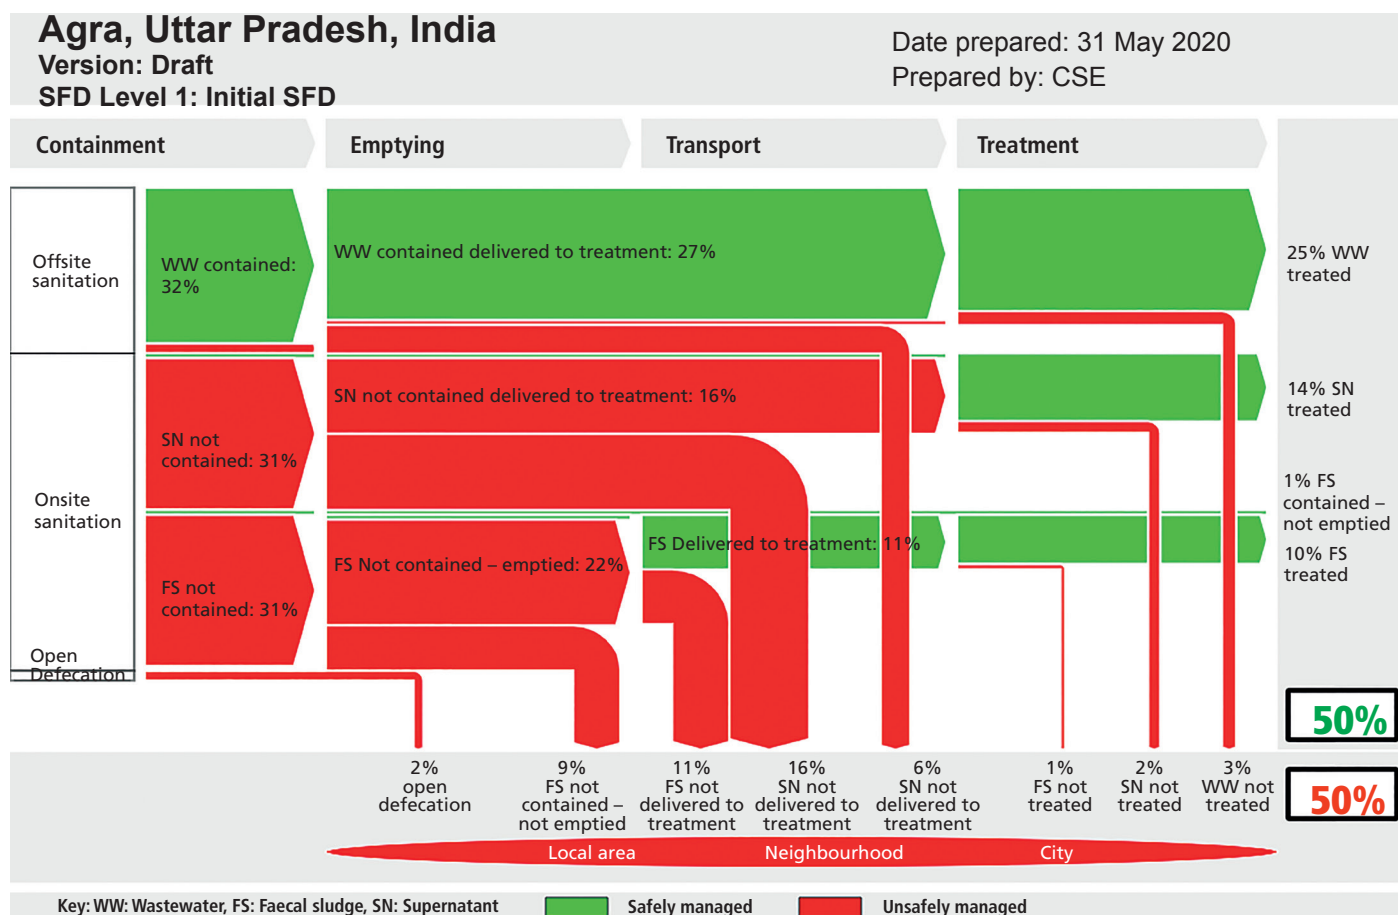 Agra, Uttar Pradesh, India
Version: Draft
SFD Level 1: Initial SFD
Date prepared: 31 May 2020
Prepared by: CSE
Containment
Emptying
Transport
Treatment
Offsite
sanitation
WW contained:
32%
WW contained delivered to treatment: 27%
25% WW
treated
SN not
contained: 31%
SN not contained delivered to treatment: 16%
14% SN
treated
Onsite
sanitation
1% FS
contained –
not emptied
FS not
contained: 31%
FS Not contained – emptied: 22%
FS Delivered to treatment: 11%
10% FS
treated
Open
Defecation
50%
2%
open
defecation
9%
FS not
contained –
not emptied
11%
FS not
delivered to
treatment
16%
SN not
delivered to
treatment
6%
SN not
delivered to
treatment
1%
FS not
treated
2%
SN not
treated
3%
WW not
treated
50%
Local area
Neighbourhood
City
Key: WW: Wastewater, FS: Faecal sludge, SN: Supernatant
Safely managed
Unsafely managed